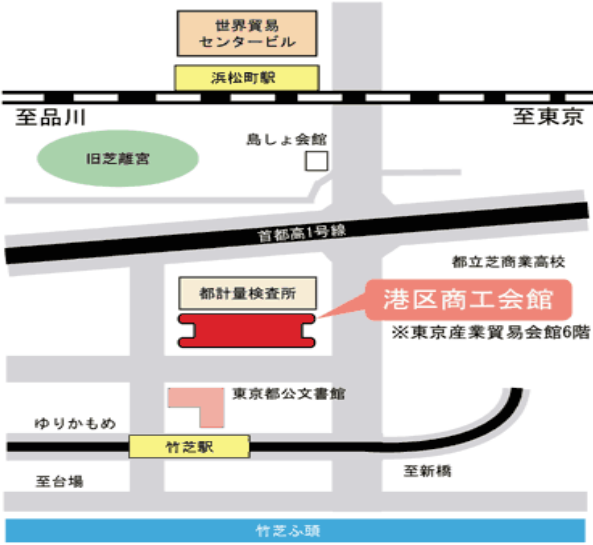 世界貿易
センタービル
浜松町駅
至品川
至東京
島しょ会館
旧芝離宮
首都高1号線
都立芝商業高校
都計量検査所
港区商工会館
※東京産業貿易会館6階
東京都公文書館
ゆりかもめ
竹芝駅
至新橋
至台場
竹芝ふ頭